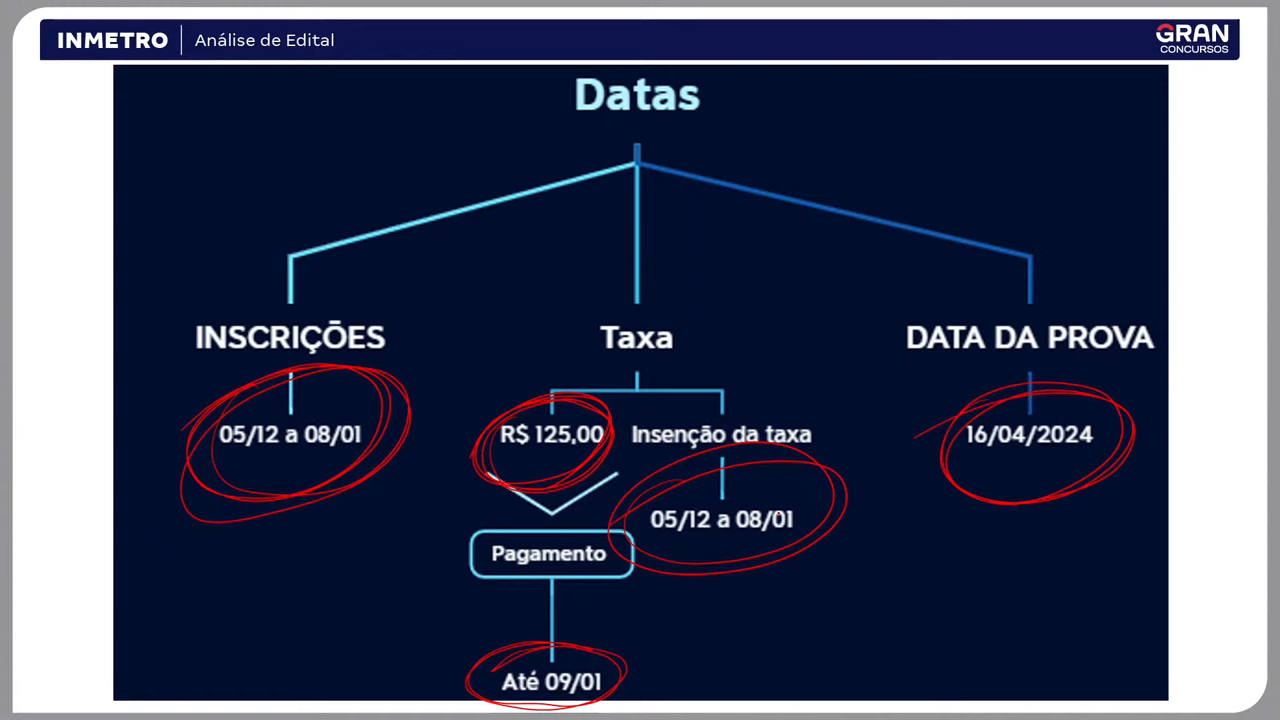 INMETRO
Análise de Edital
GRAN
CONCURSOS
Datas
INSCRIÇÕES
Taxa
DATA DA PROVA
05/12 a 08/01
R$ 125,00
Insenção da taxa
16/04/2024
05/12 a 08/01
Pagamento
Até 09/01